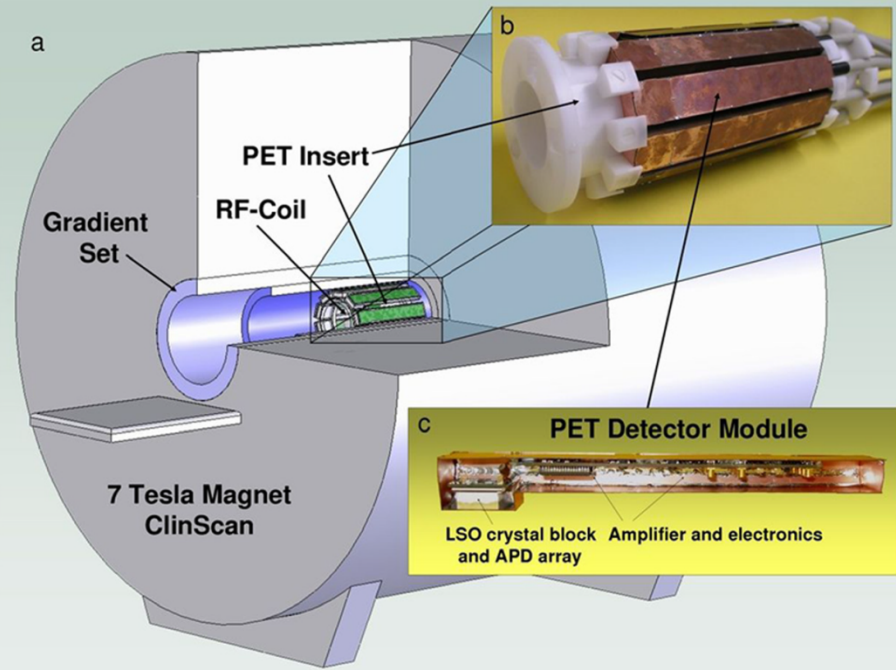 a
b
PET Insert
RF-Coil
Gradient
Set
7 Tesla Magnet
ClinScan
c
PET Detector Module
LSO crystal block
and APD array
Amplifier and electronics